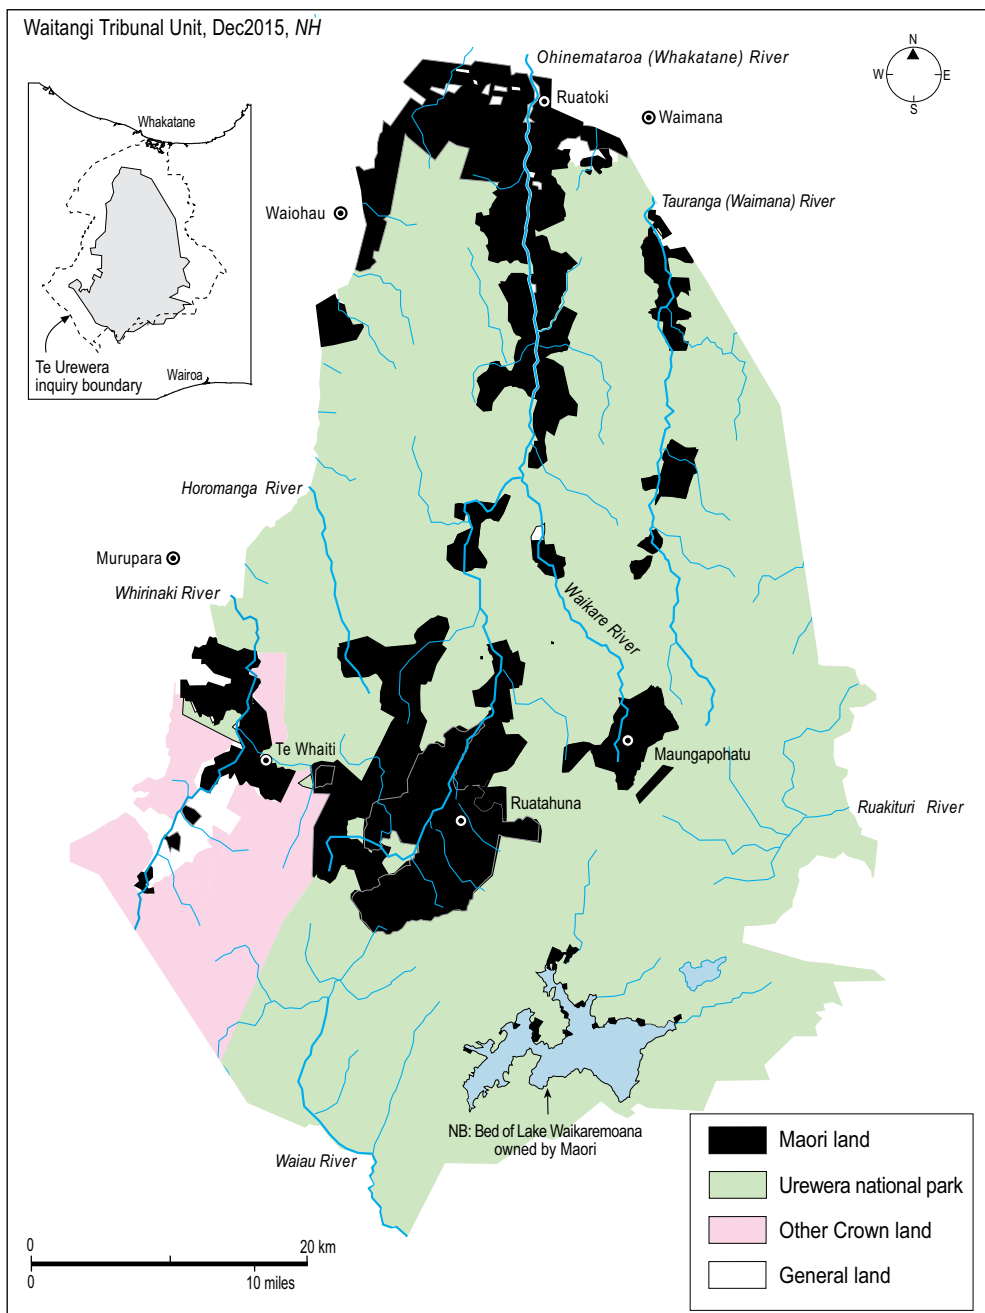 Waitangi Tribunal Unit, Dec2015, NH
Ohinemataroa (Whakatane) River
N
W
E
S
Ruatoki
Waimana
Whakatane
Tauranga (Waimana) River
Waiohau
Te Urewera
inquiry boundary
Wairoa
Horomanga River
Murupara
Whirinaki River
Waikare River
Te Whaiti
Maungapohatu
Ruatahuna
Ruakituri River
NB: Bed of Lake Waikaremoana
owned by Maori
Waiau River
Maori land
Urewera national park
Other Crown land
General land
0
20 km
0
10 miles